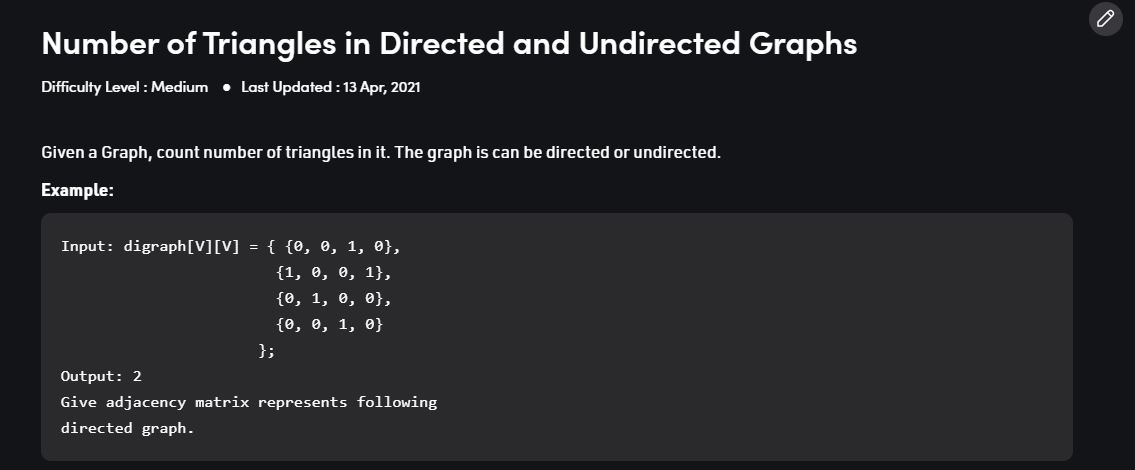 Number of Triangles in Directed and Undirected Graphs
Difficulty Level : Medium ● Last Updated : 13 Apr, 2021
Given a Graph, count number of triangles in it. The graph is can be directed or undirected.
Example:
Input: digraph[V][V] = { {0, 0, 1, 0},
{1, 0, 0, 1},
{0, 1, 0, 0},
{0, 0, 1, 0}
};
Output: 2
Give adjacency matrix represents following
directed graph.